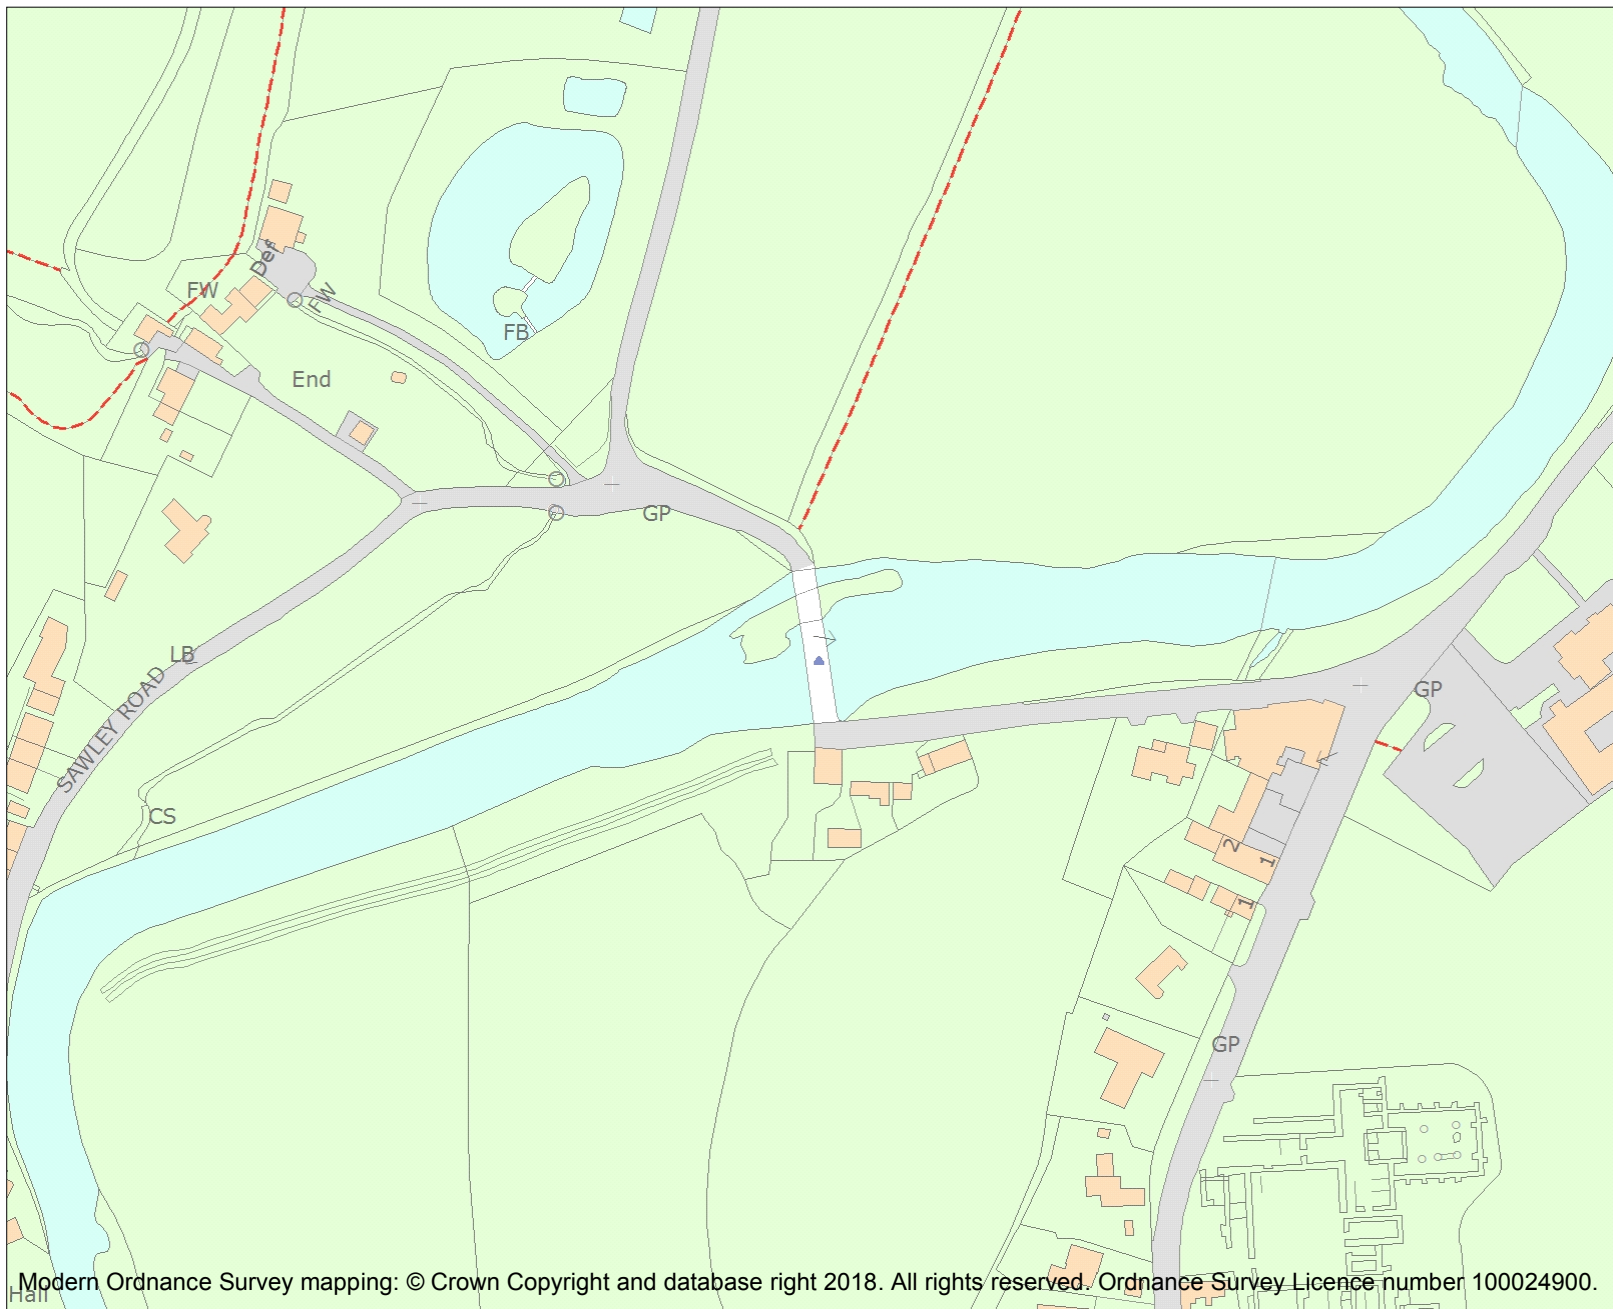 Def
FW
FW
FB
End
GP
LB
SAWLEY ROAD
GP
CS
2
1
1
GP
Modern Ordnance Survey mapping: © Crown Copyright and database right 2018. All rights reserved. Ordnance Survey Licence number 100024900.
Hall